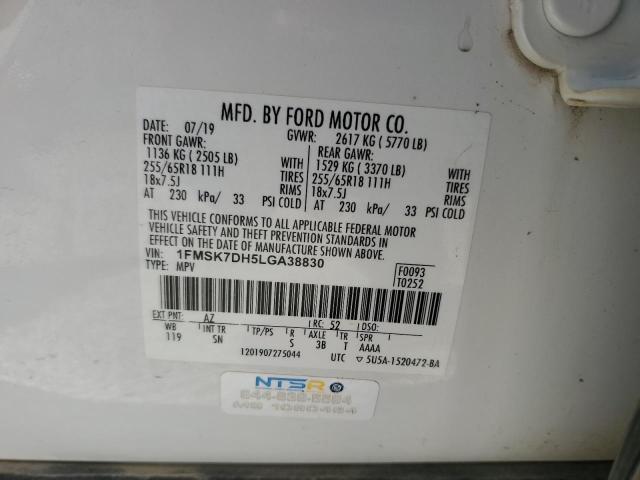 MFD. BY FORD MOTOR CO.
DATE: 07/19 GVWR: 2617 KG ( 5770 LB)
FRONT GAWR: REAR GAWR:
1136 KG ( 2505 LB) WITH 1529 KG ( 3370 LB) WITH
255/65R18 111H TIRES 255/65R18 111H TIRES
18x7.5J RIMS 18x7.5J RIMS
AT 230 kPa/ 33 PSI COLD AT 230 kPa/ 33 PSI COLD
THIS VEHICLE CONFORMS TO ALL APPLICABLE FEDERAL MOTOR
VEHICLE SAFETY AND THEFT PREVENTION STANDARDS IN
EFFECT ON THE DATE OF MANUFACTURE SHOWN ABOVE.
VIN: 1FMSK7DH5LGA38830
TYPE: MPV
F0093
T0252
EXT PNT: AZ RC: 52 DSO:
WB INT TR TP/PS R AXLE TR SPR
119 SN S 3B T AAAA
1201907275044 UTC ▽ 5U5A-1520472-BA
NTSR